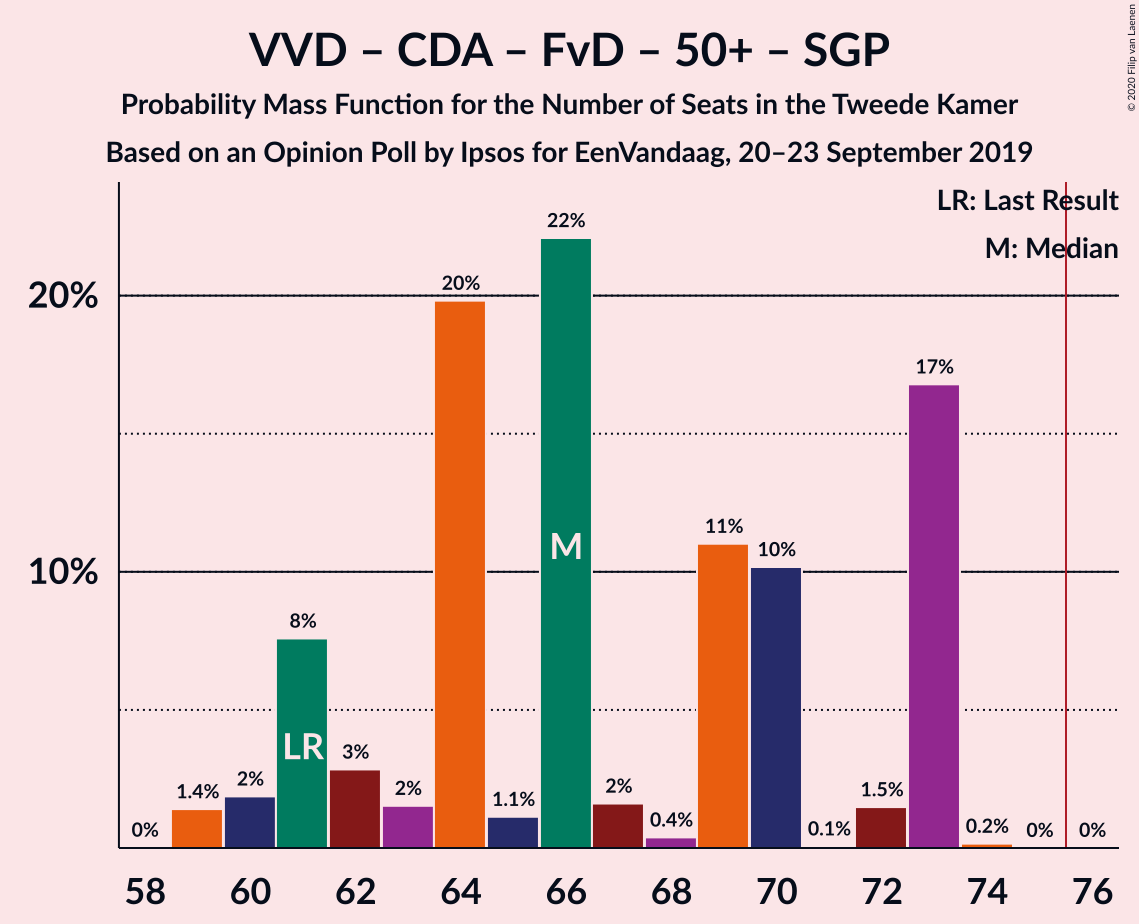 VVD – CDA – FvD – 50+ – SGP
Probability Mass Function for the Number of Seats in the Tweede Kamer
Based on an Opinion Poll by Ipsos for EenVandaag, 20–23 September 2019
© 2020 Filip van Laenen
LR: Last Result
M: Median
20%
10%
0%
1.4%
2%
8%
3%
2%
20%
1.1%
22%
2%
0.4%
11%
10%
0.1%
1.5%
17%
0.2%
0%
0%
LR
M
58 60 62 64 66 68 70 72 74 76